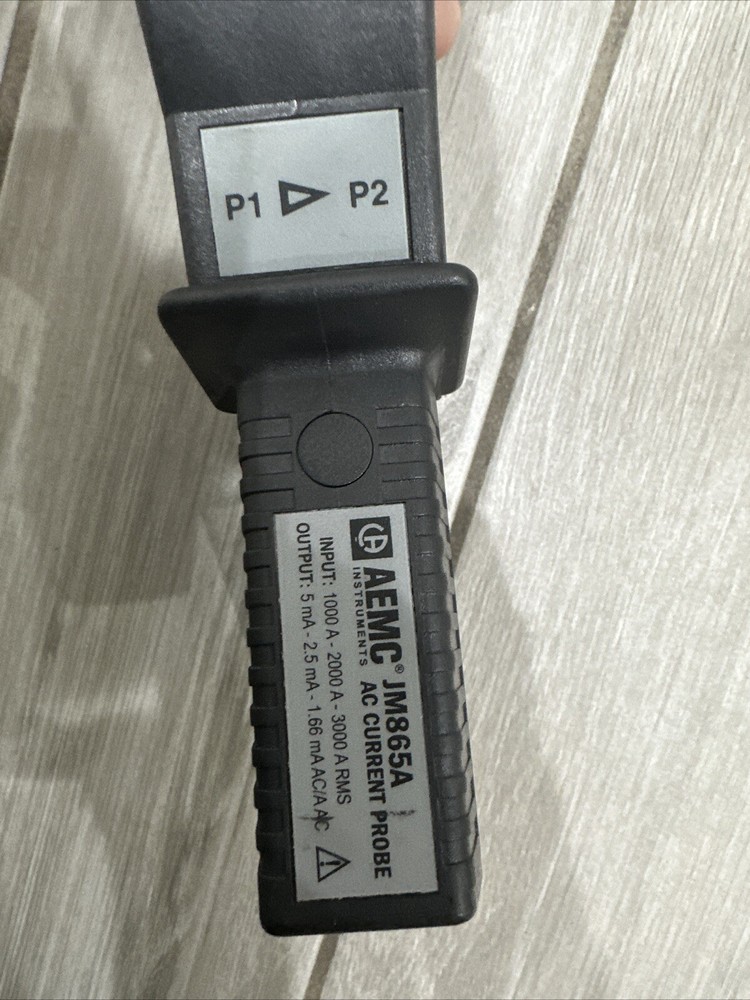 P1 P2
AEMC® JM865A
INSTRUMENTS AC CURRENT PROBE
INPUT: 1000 A - 2000 A - 3000 A RMS
OUTPUT: 5 mA - 2.5 mA - 1.66 mA AC/A AC